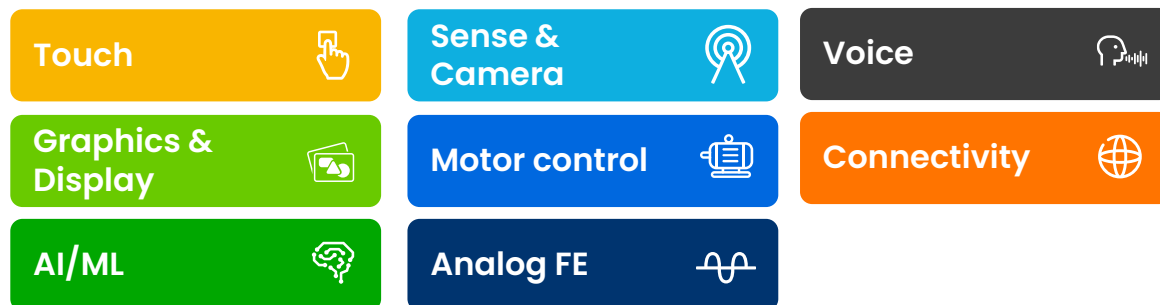 Touch
Sense &
Camera
Voice
Graphics &
Display
Motor control
Connectivity
AI/ML
Analog FE